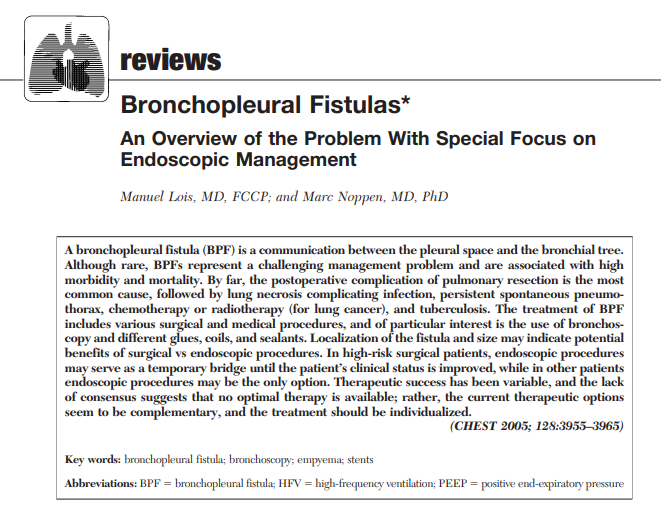 reviews
Bronchopleural Fistulas*
An Overview of the Problem With Special Focus on
Endoscopic Management
Manuel Lois, MD, FCCP; and Marc Noppen, MD, PhD
A bronchopleural fistula (BPF) is a communication between the pleural space and the bronchial tree.
Although rare, BPFs represent a challenging management problem and are associated with high
morbidity and mortality. By far, the postoperative complication of pulmonary resection is the most
common cause, followed by lung necrosis complicating infection, persistent spontaneous pneumo-
thorax, chemotherapy or radiotherapy (for lung cancer), and tuberculosis. The treatment of BPF
includes various surgical and medical procedures, and of particular interest is the use of bronchos-
copy and different glues, coils, and sealants. Localization of the fistula and size may indicate potential
benefits of surgical vs endoscopic procedures. In high-risk surgical patients, endoscopic procedures
may serve as a temporary bridge until the patient's clinical status is improved, while in other patients
endoscopic procedures may be the only option. Therapeutic success has been variable, and the lack
of consensus suggests that no optimal therapy is available; rather, the current therapeutic options
seem to be complementary, and the treatment should be individualized.
(CHEST 2005; 128:3955–3965)
Key words: bronchopleural fistula; bronchoscopy; empyema; stents
Abbreviations: BPF = bronchopleural fistula; HFV = high-frequency ventilation; PEEP = positive end-expiratory pressure